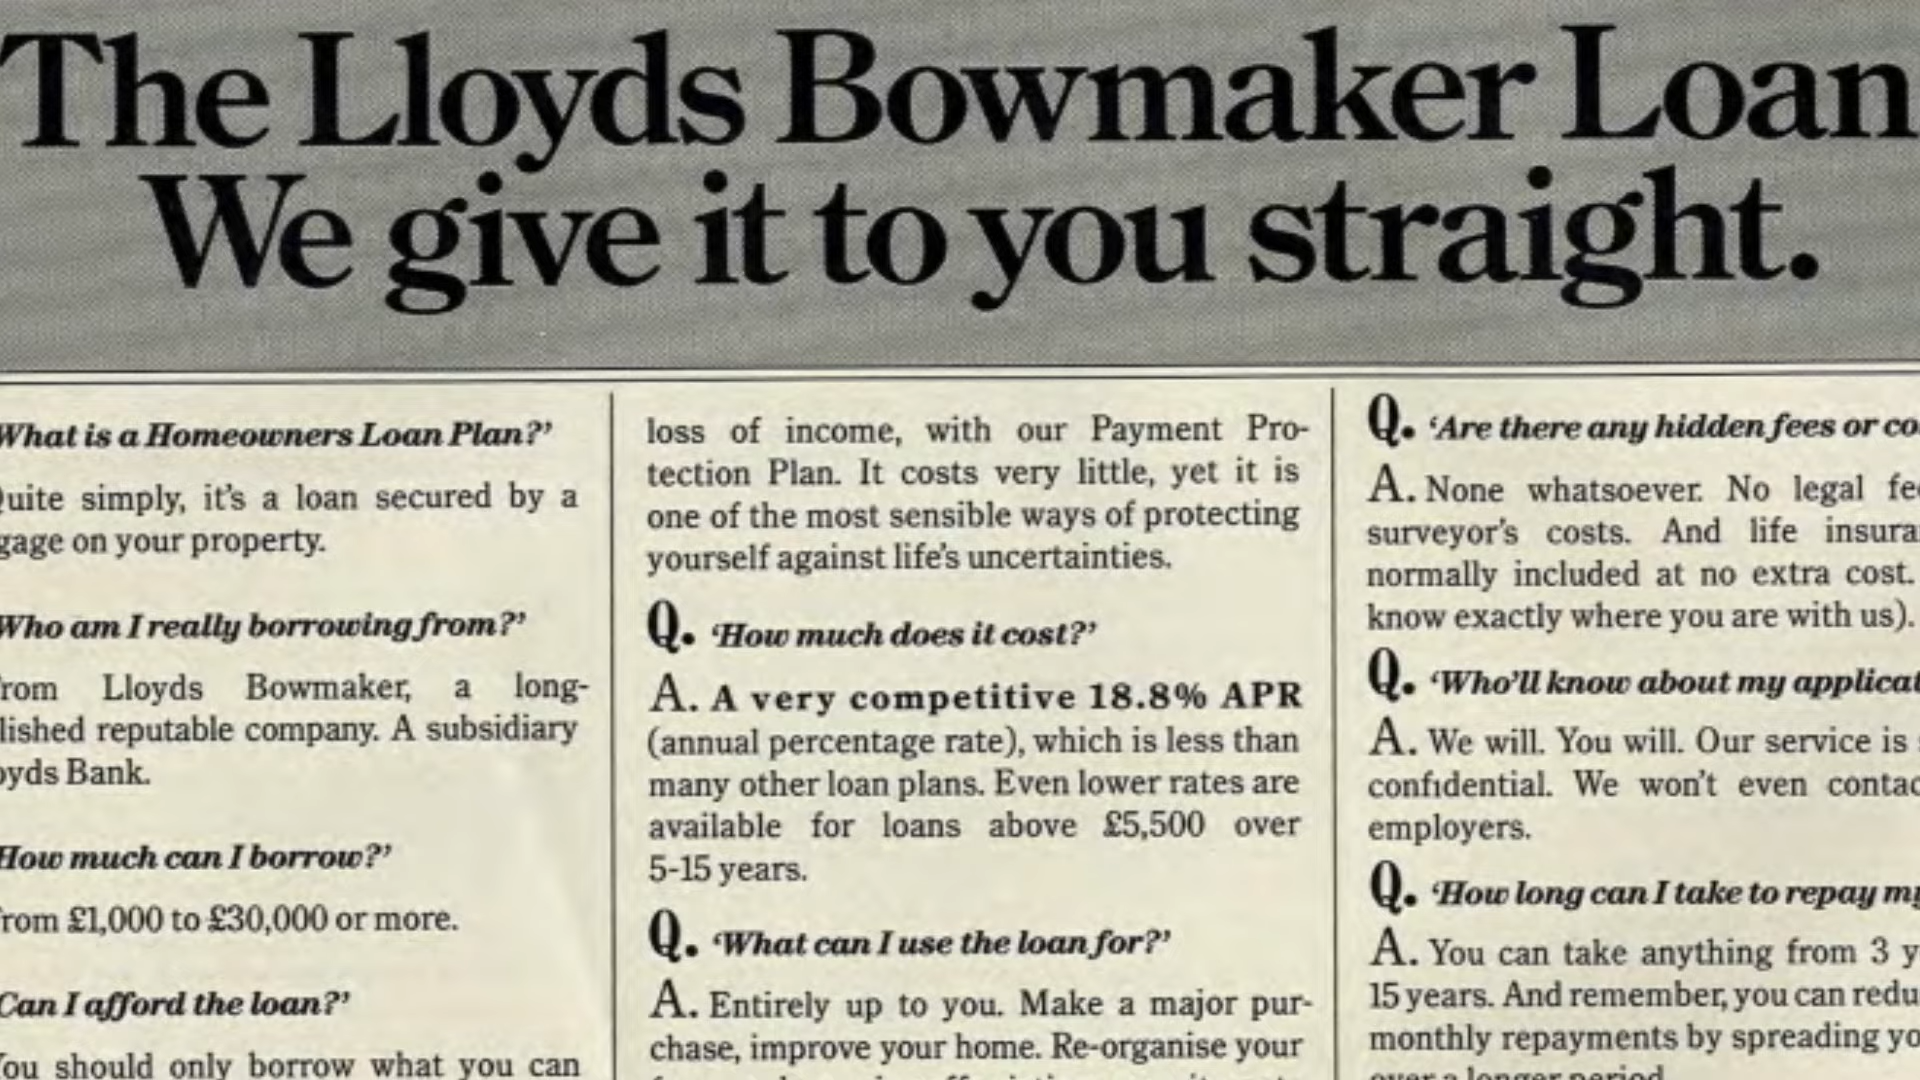 The Lloyds Bowmaker Loan
We give it to you straight.
What is a Homeowners Loan Plan?’
Quite simply, it’s a loan secured by a
gage on your property.
Who am I really borrowing from?’
rom Lloyds Bowmaker, a long-
lished reputable company. A subsidiary
oyds Bank.
How much can I borrow?’
rom £1,000 to £30,000 or more.
Can I afford the loan?’
ou should only borrow what you can
loss of income, with our Payment Pro-
tection Plan. It costs very little, yet it is
one of the most sensible ways of protecting
yourself against life’s uncertainties.
Q. ‘How much does it cost?’
A. A very competitive 18.8% APR
(annual percentage rate), which is less than
many other loan plans. Even lower rates are
available for loans above £5,500 over
5-15 years.
Q. ‘What can I use the loan for?’
A. Entirely up to you. Make a major pur-
chase, improve your home. Re-organise your
Q. ‘Are there any hidden fees or co
A. None whatsoever. No legal fe
surveyor’s costs. And life insura
normally included at no extra cost.
know exactly where you are with us).
Q. ‘Who’ll know about my applicat
A. We will. You will. Our service is
confidential. We won’t even contac
employers.
Q. ‘How long can I take to repay my
A. You can take anything from 3 y
15 years. And remember, you can redu
monthly repayments by spreading yo
over a longer period.